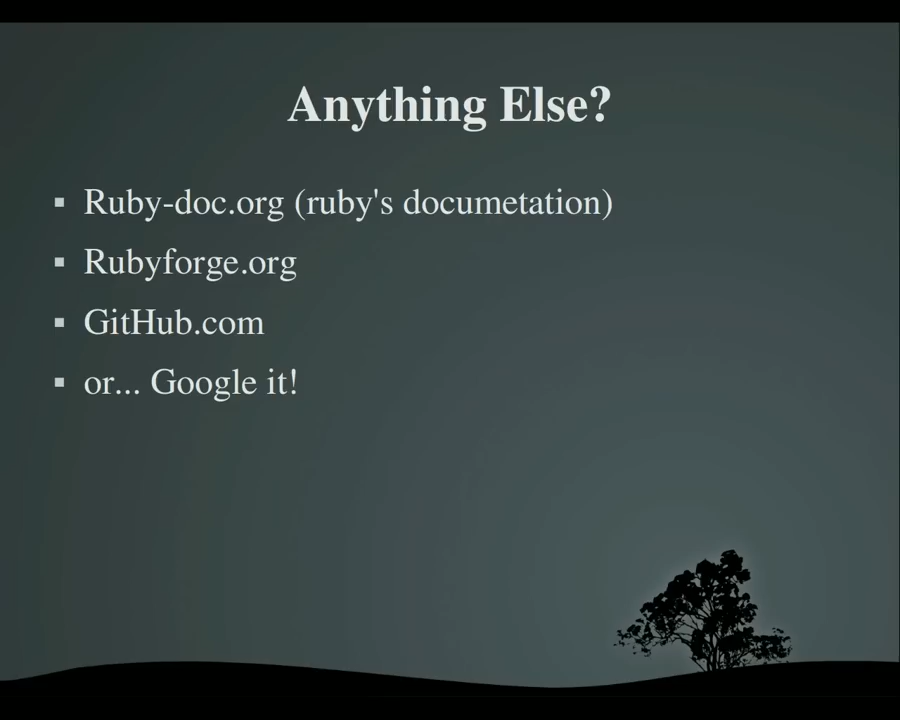 Anything Else?
Ruby-doc.org (ruby's documetation)
Rubyforge.org
GitHub.com
or... Google it!